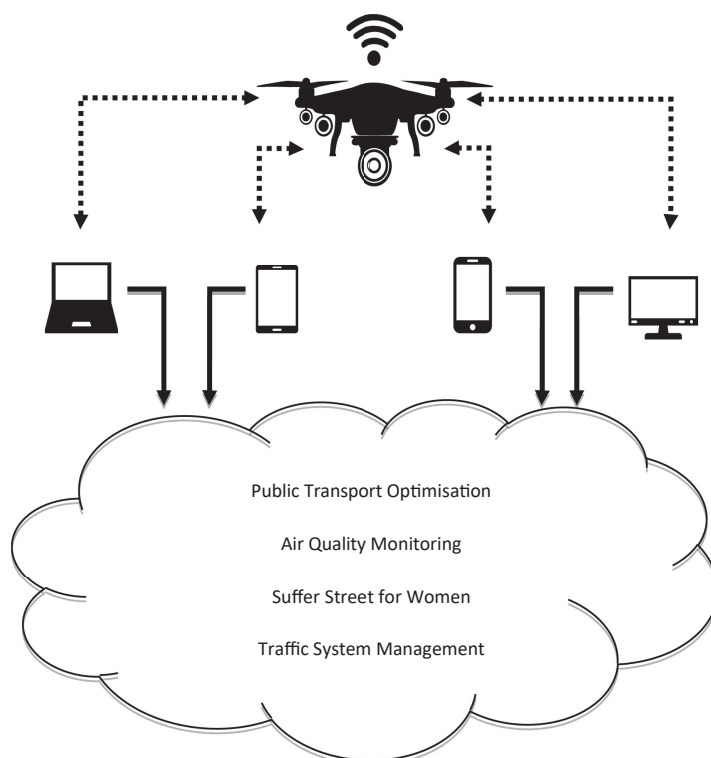 Public Transport Optimisation
Air Quality Monitoring
Suffer Street for Women
Traffic System Management